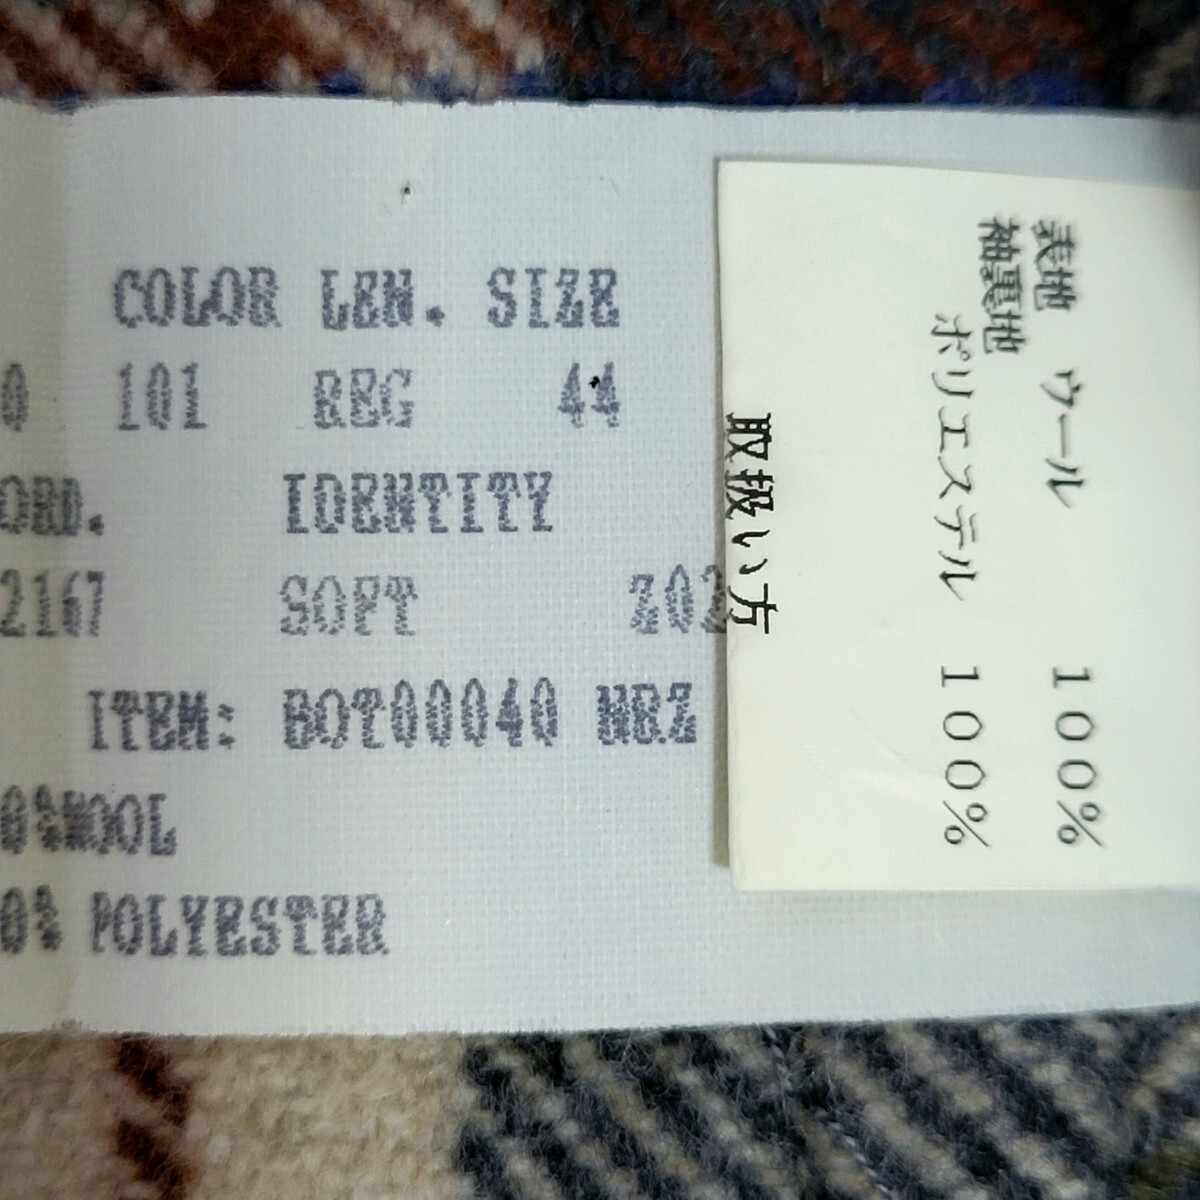 COLOR LEN. SIZE
0 101 REG 44
ORD. IDENTITY
2167 SOFT 202
ITEM: BOT00040 WRZ
0%WOOL
0% POLYESTER
表地 ウール 100%
袖裏地 ポリエステル 100%
取扱い方